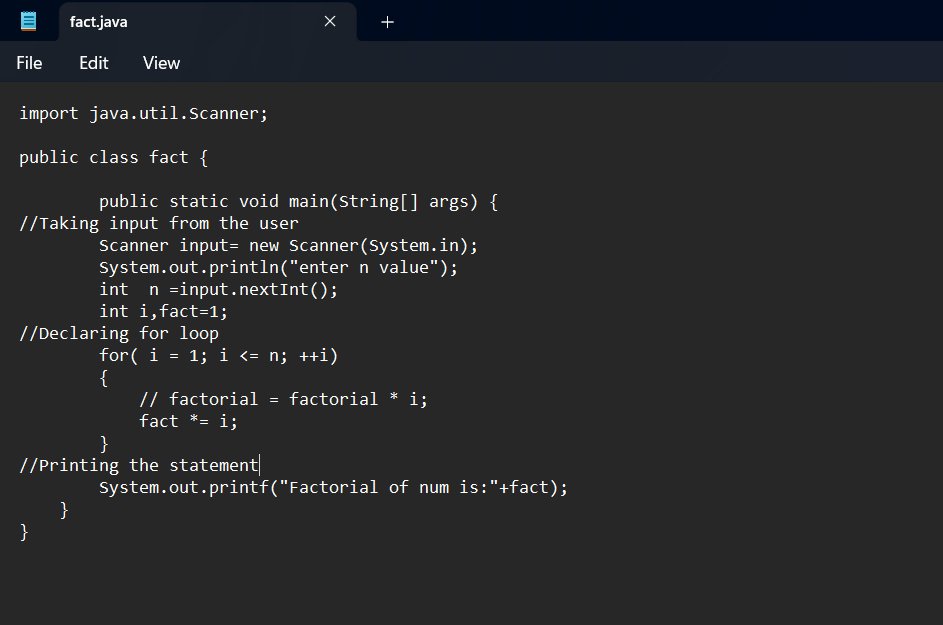 fact.java
File Edit View
import java.util.Scanner;
public class fact {
public static void main(String[] args) {
//Taking input from the user
Scanner input= new Scanner(System.in);
System.out.println("enter n value");
int  n =input.nextInt();
int i,fact=1;
//Declaring for loop
for( i = 1; i <= n; ++i)
{
// factorial = factorial * i;
fact *= i;
}
//Printing the statement
System.out.printf("Factorial of num is:"+fact);
}
}